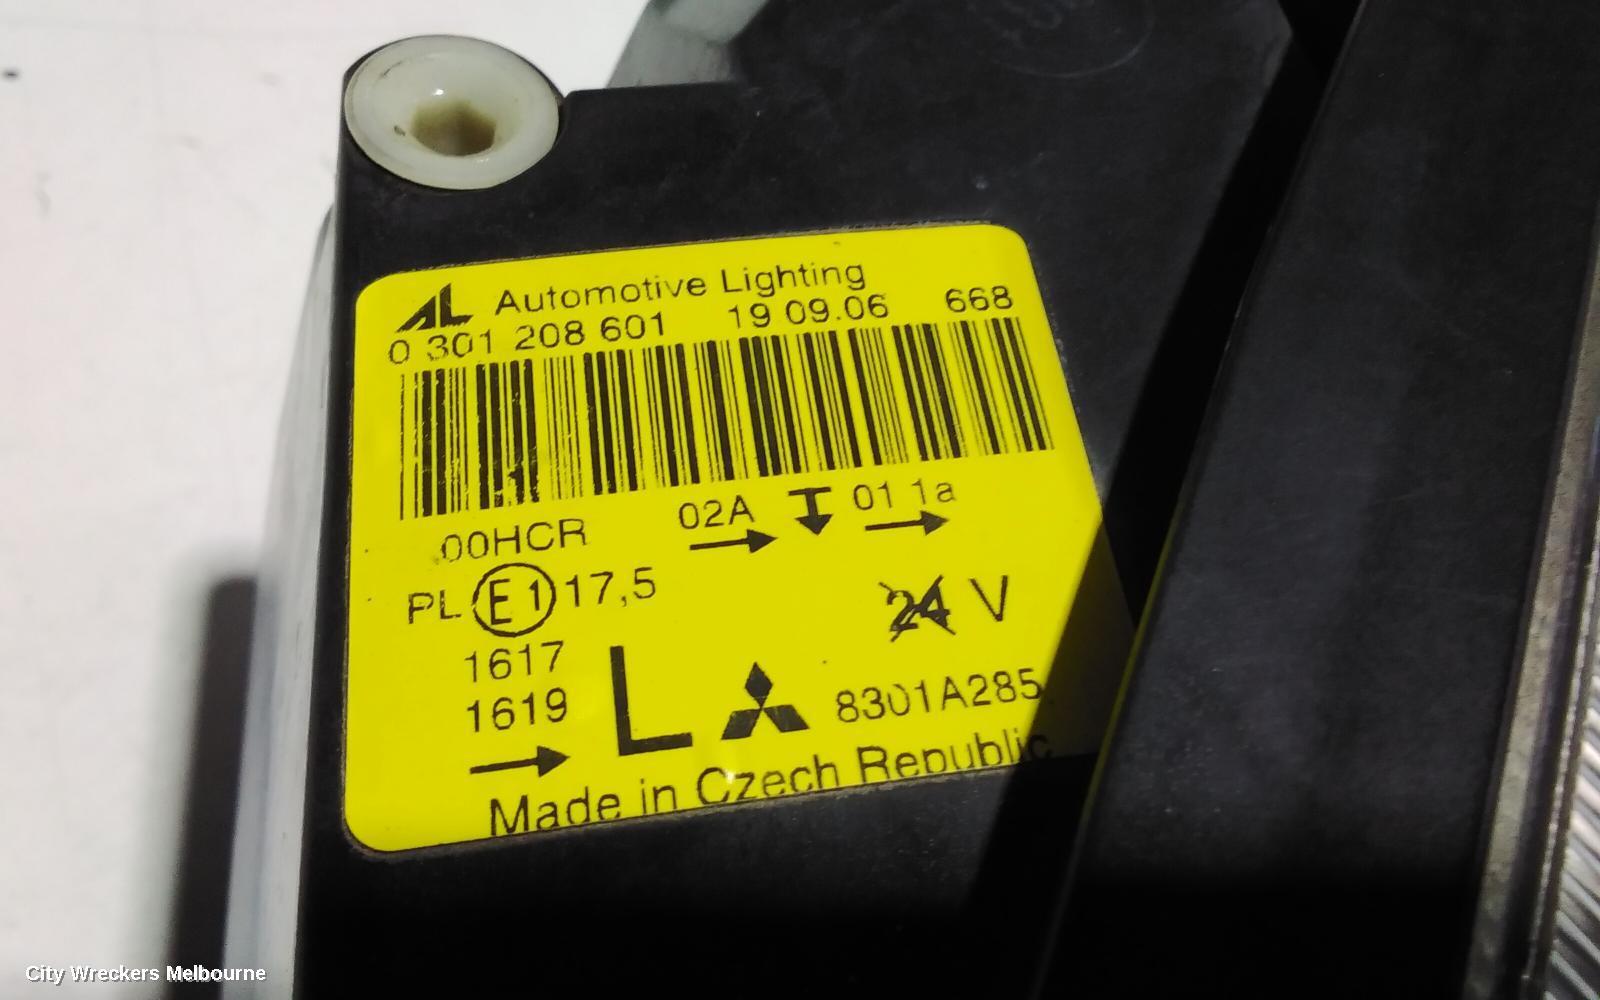 AL Automotive Lighting
0 301 208 601 19 09.06 668
00HCR 02A 01 1a
PL E1 17,5
24 V
1617
1619
L 8301A285
Made in Czech Republic
City Wreckers Melbourne